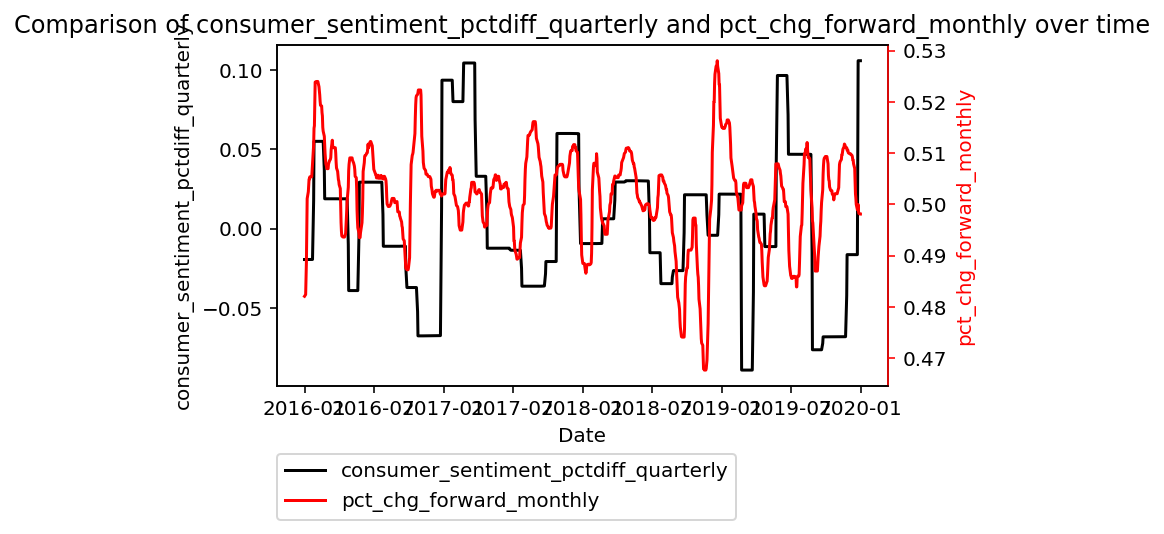 Comparison of consumer_sentiment_pctdiff_quarterly and pct_chg_forward_monthly over time
consumer_sentiment_pctdiff_quarterly
0.10
0.05
0.00
−0.05
0.53
0.52
0.51
0.50
0.49
0.48
0.47
pct_chg_forward_monthly
2016-01 2016-07 2017-01 2017-07 2018-01 2018-07 2019-01 2019-07 2020-01
Date
consumer_sentiment_pctdiff_quarterly
pct_chg_forward_monthly